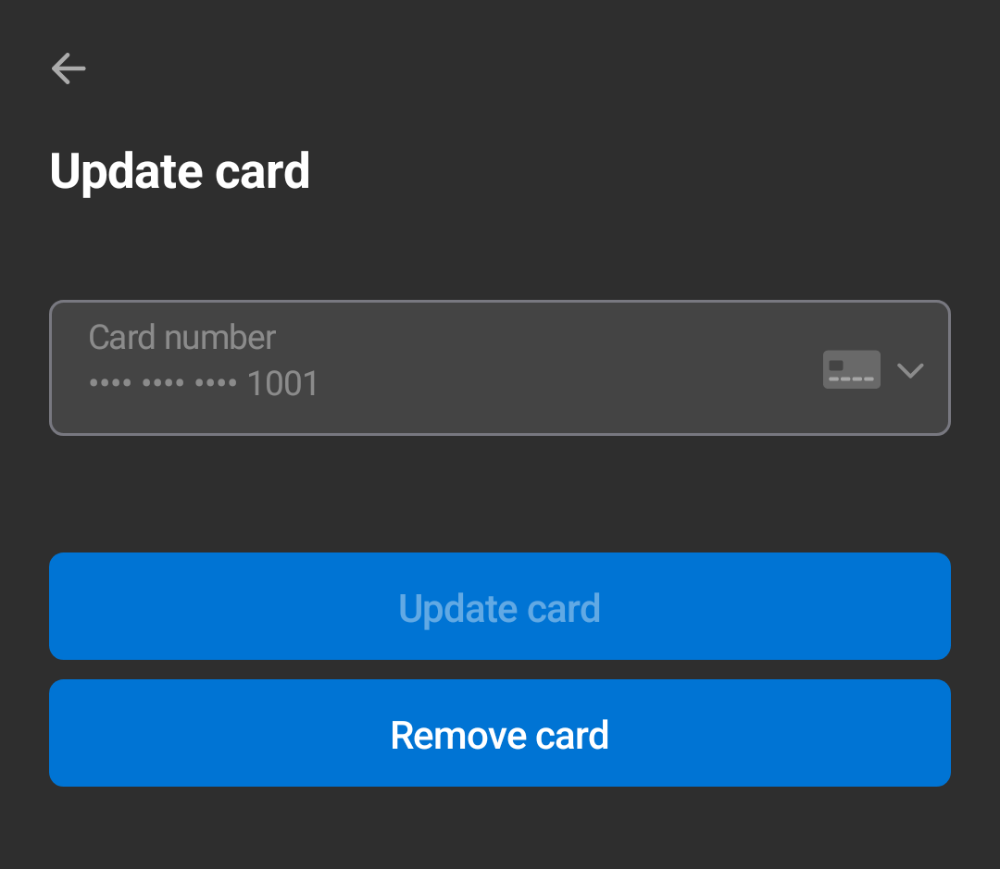 Update card
Card number
•••• •••• •••• 1001
Update card
Remove card